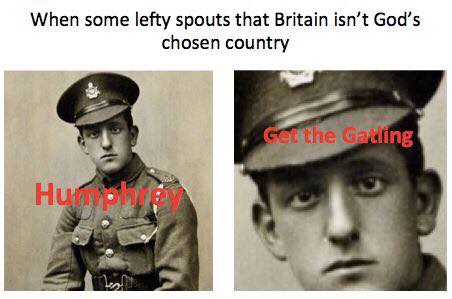 When some lefty spouts that Britain isn’t God’s
chosen country
Humphrey
Get the Gatling